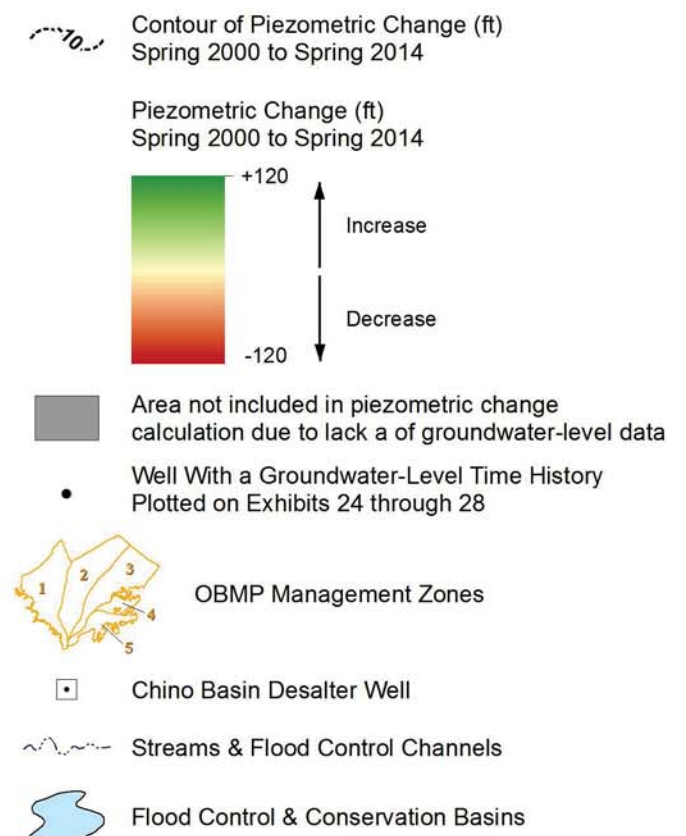 10
Contour of Piezometric Change (ft)
Spring 2000 to Spring 2014
Piezometric Change (ft)
Spring 2000 to Spring 2014
+120
Increase
Decrease
-120
Area not included in piezometric change
calculation due to lack a of groundwater-level data
Well With a Groundwater-Level Time History
Plotted on Exhibits 24 through 28
1
2
3
4
5
OBMP Management Zones
Chino Basin Desalter Well
Streams & Flood Control Channels
Flood Control & Conservation Basins